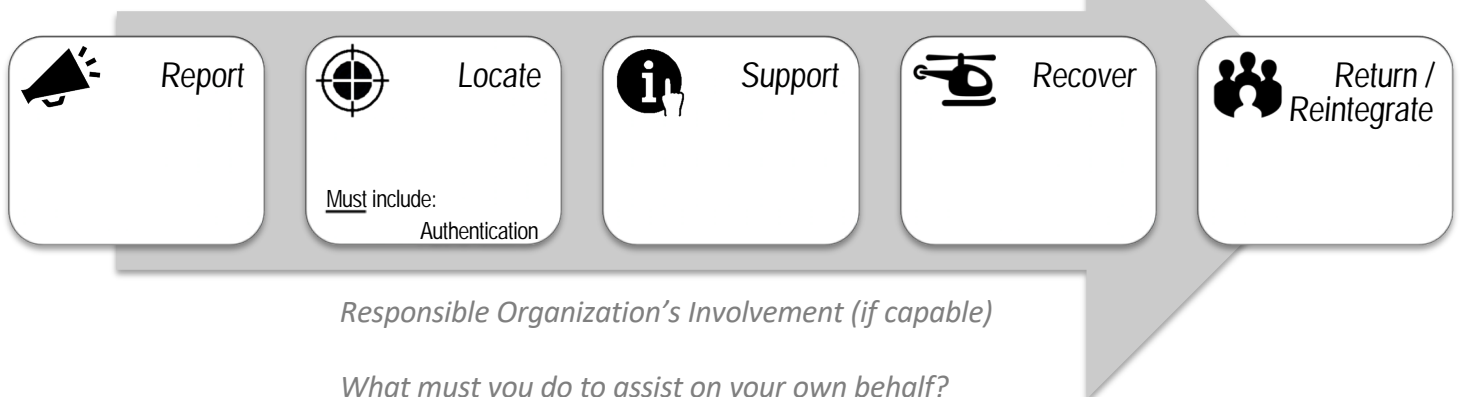 Report
Locate
Must include:
Authentication
Support
Recover
Return /
Reintegrate
Responsible Organization’s Involvement (if capable)
What must you do to assist on your own behalf?